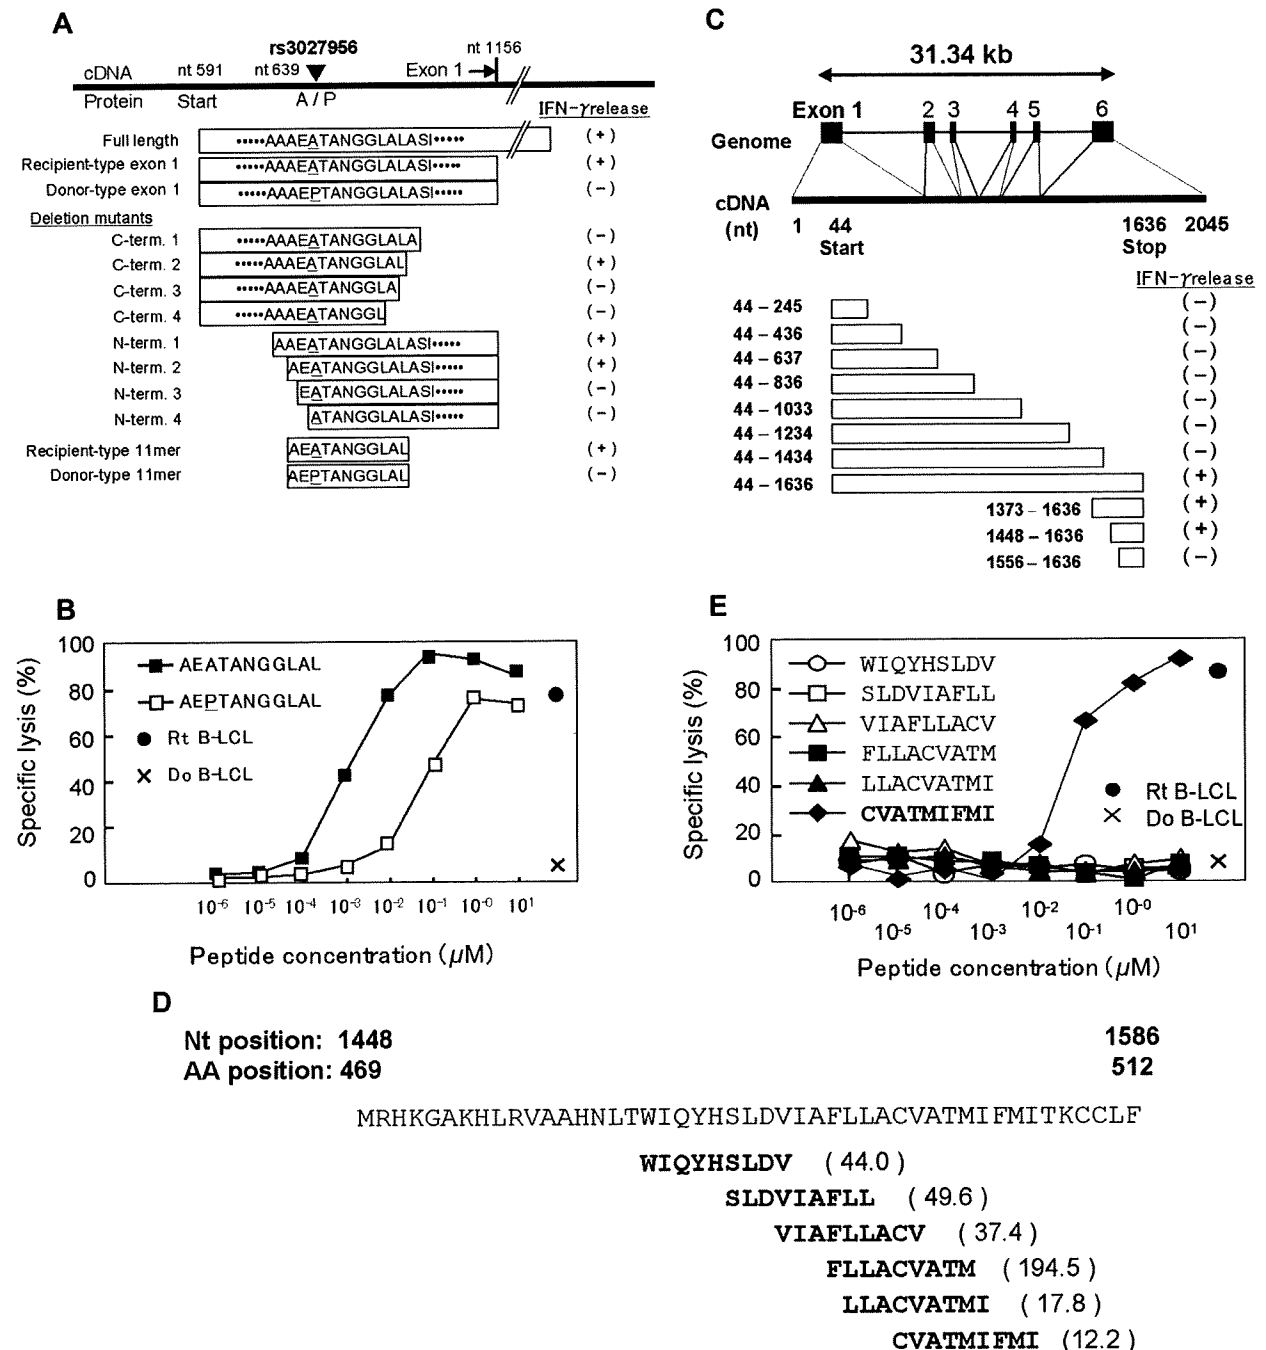 A
rs3027956
nt 1156
cDNA nt 591 nt 639 Exon 1
Protein Start A / P
IFN-γrelease
Full length •••••AAAEATANGGLALASI••••• (+)
Recipient-type exon 1 •••••AAAEATANGGLALASI••••• (+)
Donor-type exon 1 •••••AAAEPTANGGLALASI••••• (−)
Deletion mutants
C-term. 1 •••••AAAEATANGGLALA (−)
C-term. 2 •••••AAAEATANGGLAL (+)
C-term. 3 •••••AAAEATANGGLA (−)
C-term. 4 •••••AAAEATANGGL (−)
N-term. 1 AAEATANGGLALASI••••• (+)
N-term. 2 AEATANGGLALASI••••• (+)
N-term. 3 EATANGGLALASI••••• (−)
N-term. 4 ATANGGLALASI••••• (−)
Recipient-type 11mer AEATANGGLAL (+)
Donor-type 11mer AEPTANGGLAL (−)
C
31.34 kb
Exon 1 2 3 4 5 6
Genome
cDNA
(nt) 1 44 1636 2045
Start Stop
IFN-γrelease
44 – 245 (−)
44 – 436 (−)
44 – 637 (−)
44 – 836 (−)
44 – 1033 (−)
44 – 1234 (−)
44 – 1434 (−)
44 – 1636 (+)
1373 – 1636 (+)
1448 – 1636 (+)
1556 – 1636 (−)
B
Specific lysis (%)
100
80
60
40
20
0
AEATANGGLAL
AEPTANGGLAL
Rt B-LCL
Do B-LCL
10-6 10-5 10-4 10-3 10-2 10-1 10-0 101
Peptide concentration (μM)
E
Specific lysis (%)
100
80
60
40
20
0
WIQYHSLDV
SLDVIAFLL
VIAFLLACV
FLLACVATM
LLACVATMI
CVATMIFMI
Rt B-LCL
Do B-LCL
10-6 10-5 10-4 10-3 10-2 10-1 10-0 101
Peptide concentration (μM)
D
Nt position: 1448 1586
AA position: 469 512
MRHKGAKHLRVAAHNLTWIQYHSLDVIAFLLACVATMIFMITKCCLF
WIQYHSLDV ( 44.0 )
SLDVIAFLL ( 49.6 )
VIAFLLACV ( 37.4 )
FLLACVATM ( 194.5 )
LLACVATMI ( 17.8 )
CVATMIFMI (12.2 )